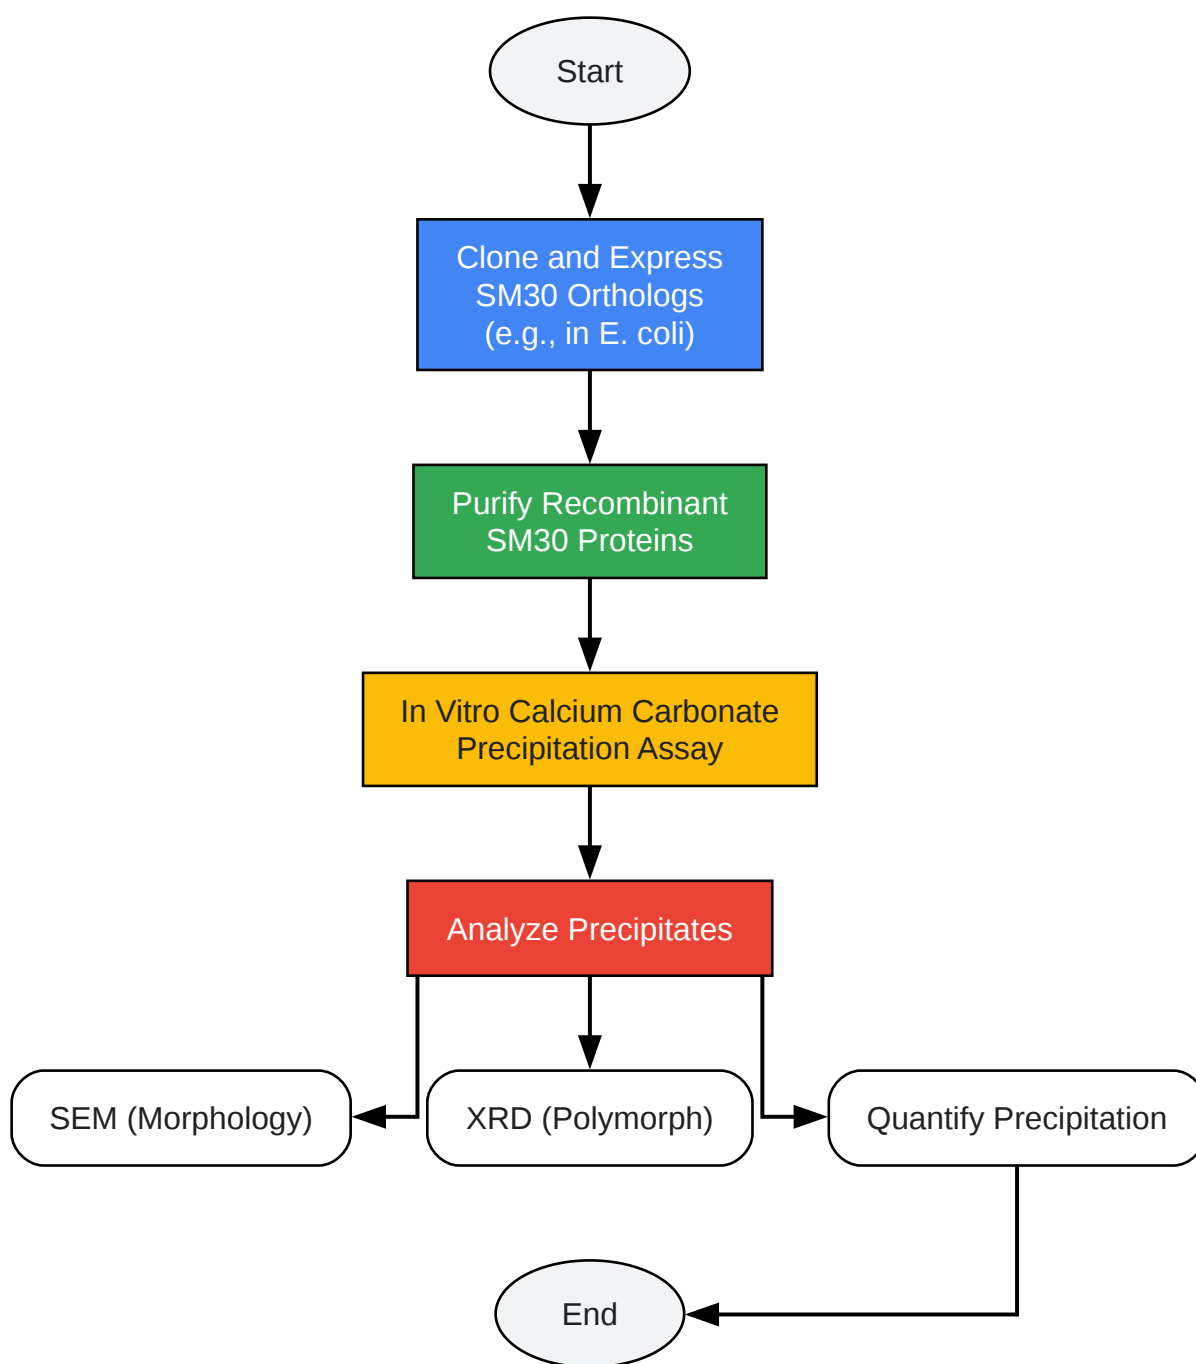 Start
Clone and Express
SM30 Orthologs
(e.g., in E. coli)
Purify Recombinant
SM30 Proteins
In Vitro Calcium Carbonate
Precipitation Assay
Analyze Precipitates
SEM (Morphology)
XRD (Polymorph)
Quantify Precipitation
End